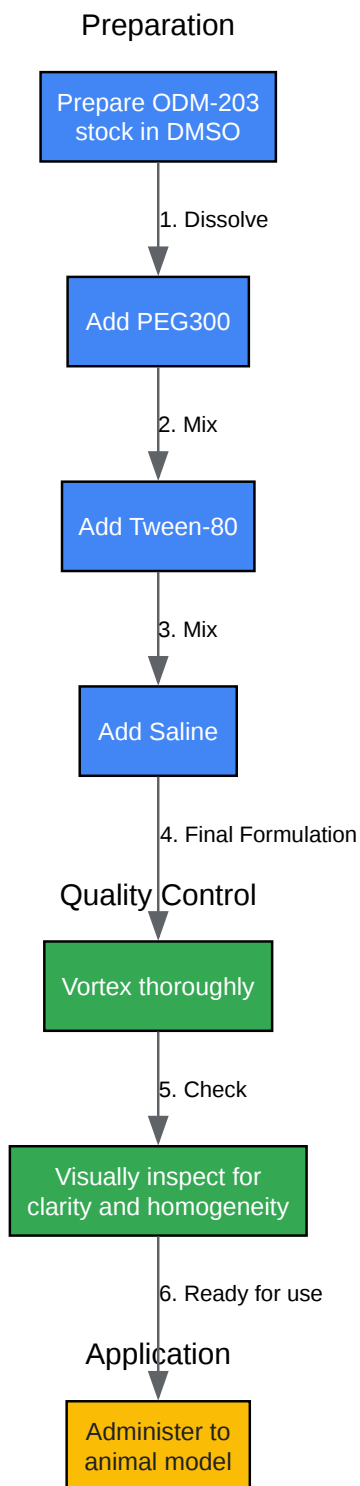 Preparation
Prepare ODM-203
stock in DMSO
1. Dissolve
Add PEG300
2. Mix
Add Tween-80
3. Mix
Add Saline
4. Final Formulation
Quality Control
Vortex thoroughly
5. Check
Visually inspect for
clarity and homogeneity
6. Ready for use
Application
Administer to
animal model